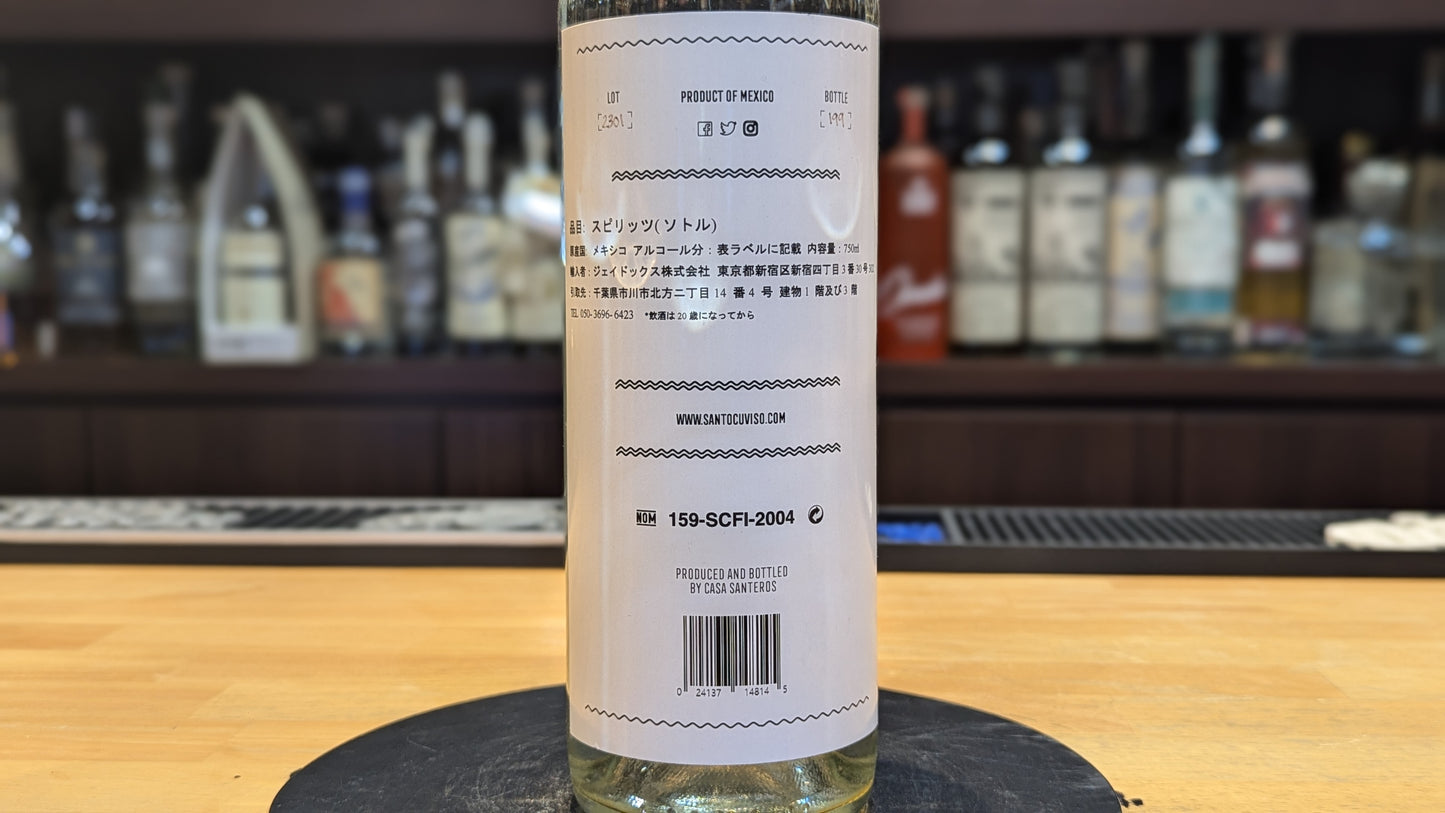 LOT PRODUCT OF MEXICO BOTTLE
[2301] [199]
品目: スピリッツ(ソトル)
原産国: メキシコ アルコール分 : 表ラベルに記載 内容量 : 750ml
輸入者 : ジェイドックス株式会社 東京都新宿区新宿四丁目 3 番 30 号 302
引取先 : 千葉県市川市北方二丁目 14 番 4 号 建物 1 階及び 3 階
TEL 050-3696-6423 *飲酒は 20 歳になってから
WWW.SANTOCUVISO.COM
NOM 159-SCFI-2004
PRODUCED AND BOTTLED
BY CASA SANTEROS
0 24137 14814 5